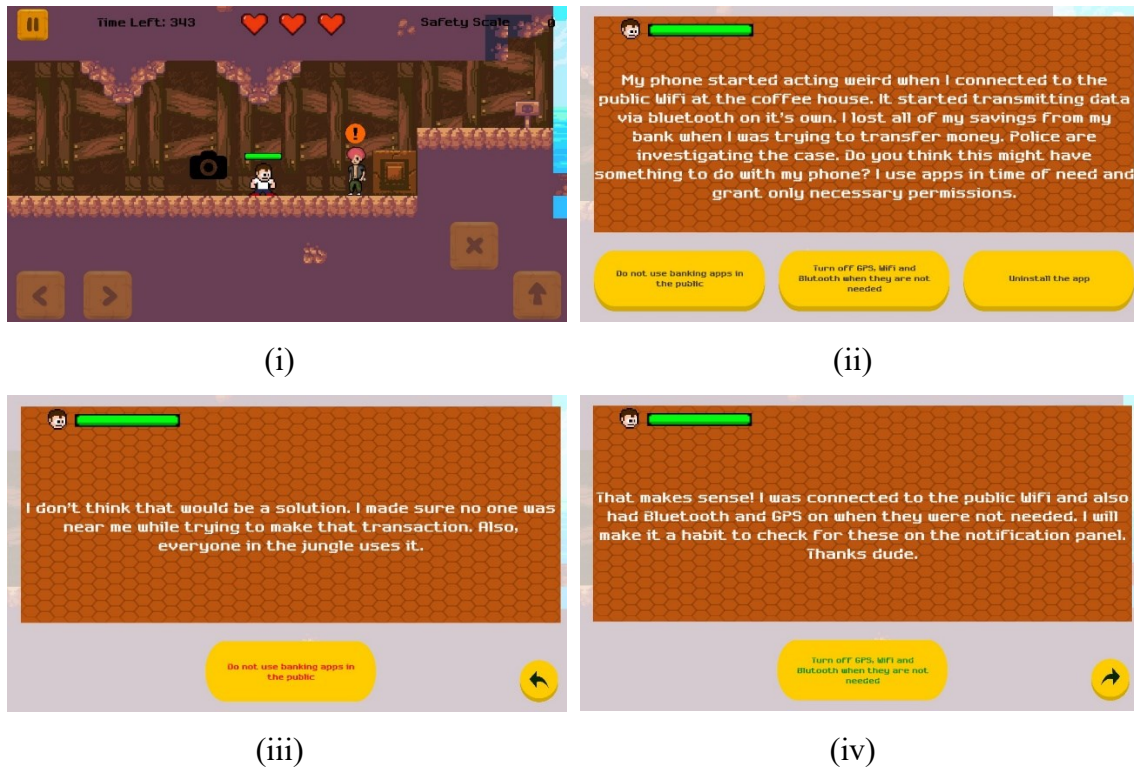 Time Left: 343
Safety Scale 0
!
X
(i)
My phone started acting weird when I connected to the
public Wifi at the coffee house. It started transmitting data
via bluetooth on it's own. I lost all of my savings from my
bank when I was trying to transfer money. Police are
investigating the case. Do you think this might have
something to do with my phone? I use apps in time of need and
grant only necessary permissions.
Do not use banking apps in
the public
Turn off GPS, Wifi and
Blutooth when they are not
needed
Uninstall the app
(ii)
I don't think that would be a solution. I made sure no one was
near me while trying to make that transaction. Also,
everyone in the jungle uses it.
Do not use banking apps in
the public
(iii)
That makes sense! I was connected to the public Wifi and also
had Bluetooth and GPS on when they were not needed. I will
make it a habit to check for these on the notification panel.
Thanks dude.
Turn off GPS, Wifi and
Blutooth when they are not
needed
(iv)